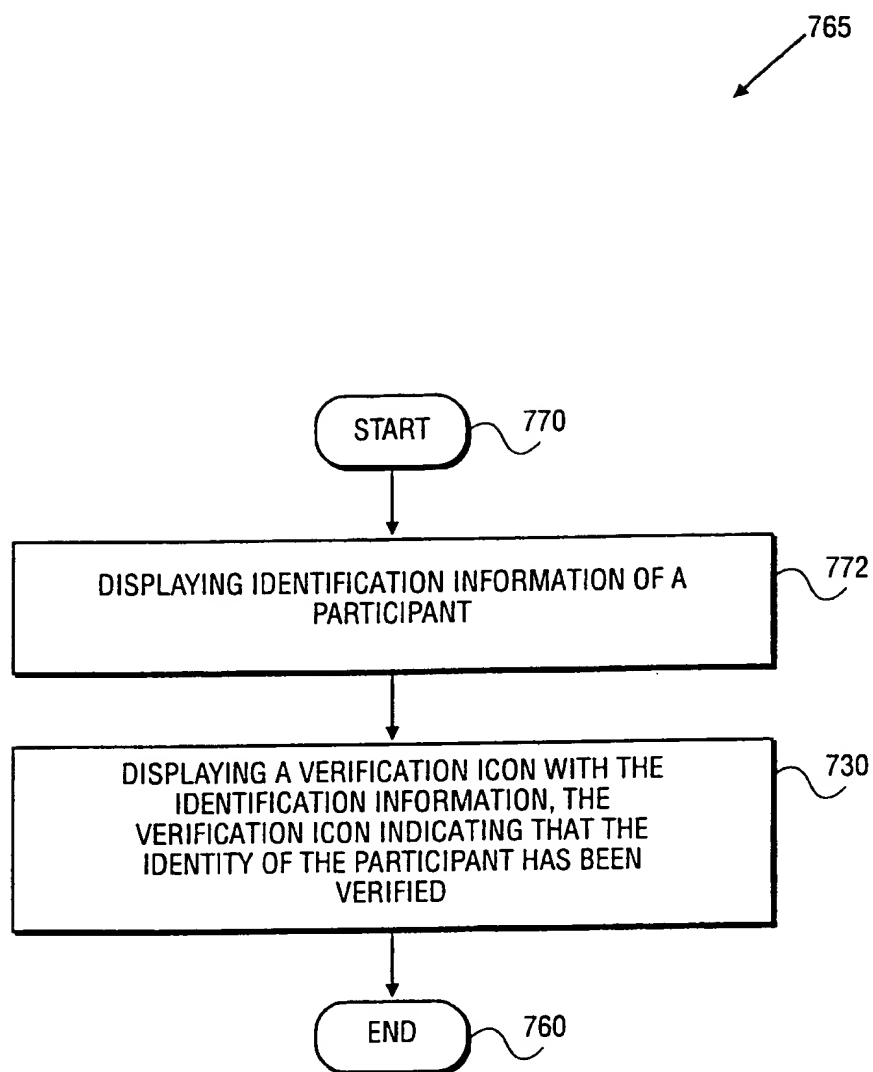 765
START
770
DISPLAYING IDENTIFICATION INFORMATION OF A
PARTICIPANT
772
DISPLAYING A VERIFICATION ICON WITH THE
IDENTIFICATION INFORMATION, THE
VERIFICATION ICON INDICATING THAT THE
IDENTITY OF THE PARTICIPANT HAS BEEN
VERIFIED
730
END
760